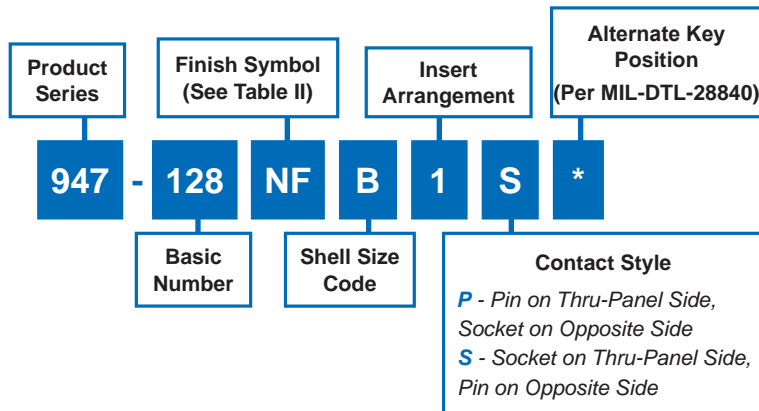 Product
Series
Finish Symbol
(See Table II)
Insert
Arrangement
Alternate Key
Position
(Per MIL-DTL-28840)
947 - 128 NF B 1 S *
Basic
Number
Shell Size
Code
Contact Style
P - Pin on Thru-Panel Side,
Socket on Opposite Side
S - Socket on Thru-Panel Side,
Pin on Opposite Side